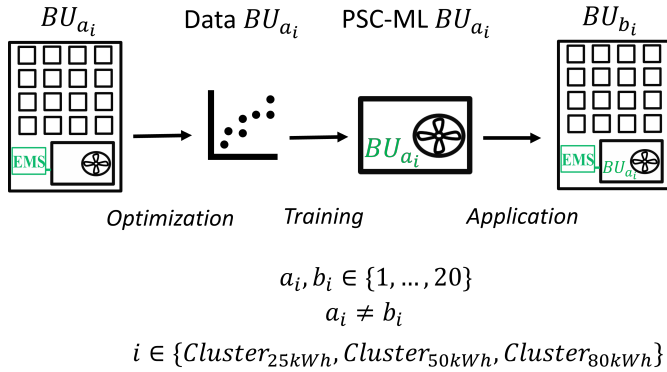 BU_{a_i} Data BU_{a_i} PSC-ML BU_{a_i} BU_{b_i}
EMS BU_{a_i} EMS BU_{a_i}
Optimization Training Application
a_i, b_i ∈ {1, …, 20}
a_i ≠ b_i
i ∈ {Cluster_{25kWh}, Cluster_{50kWh}, Cluster_{80kWh}}